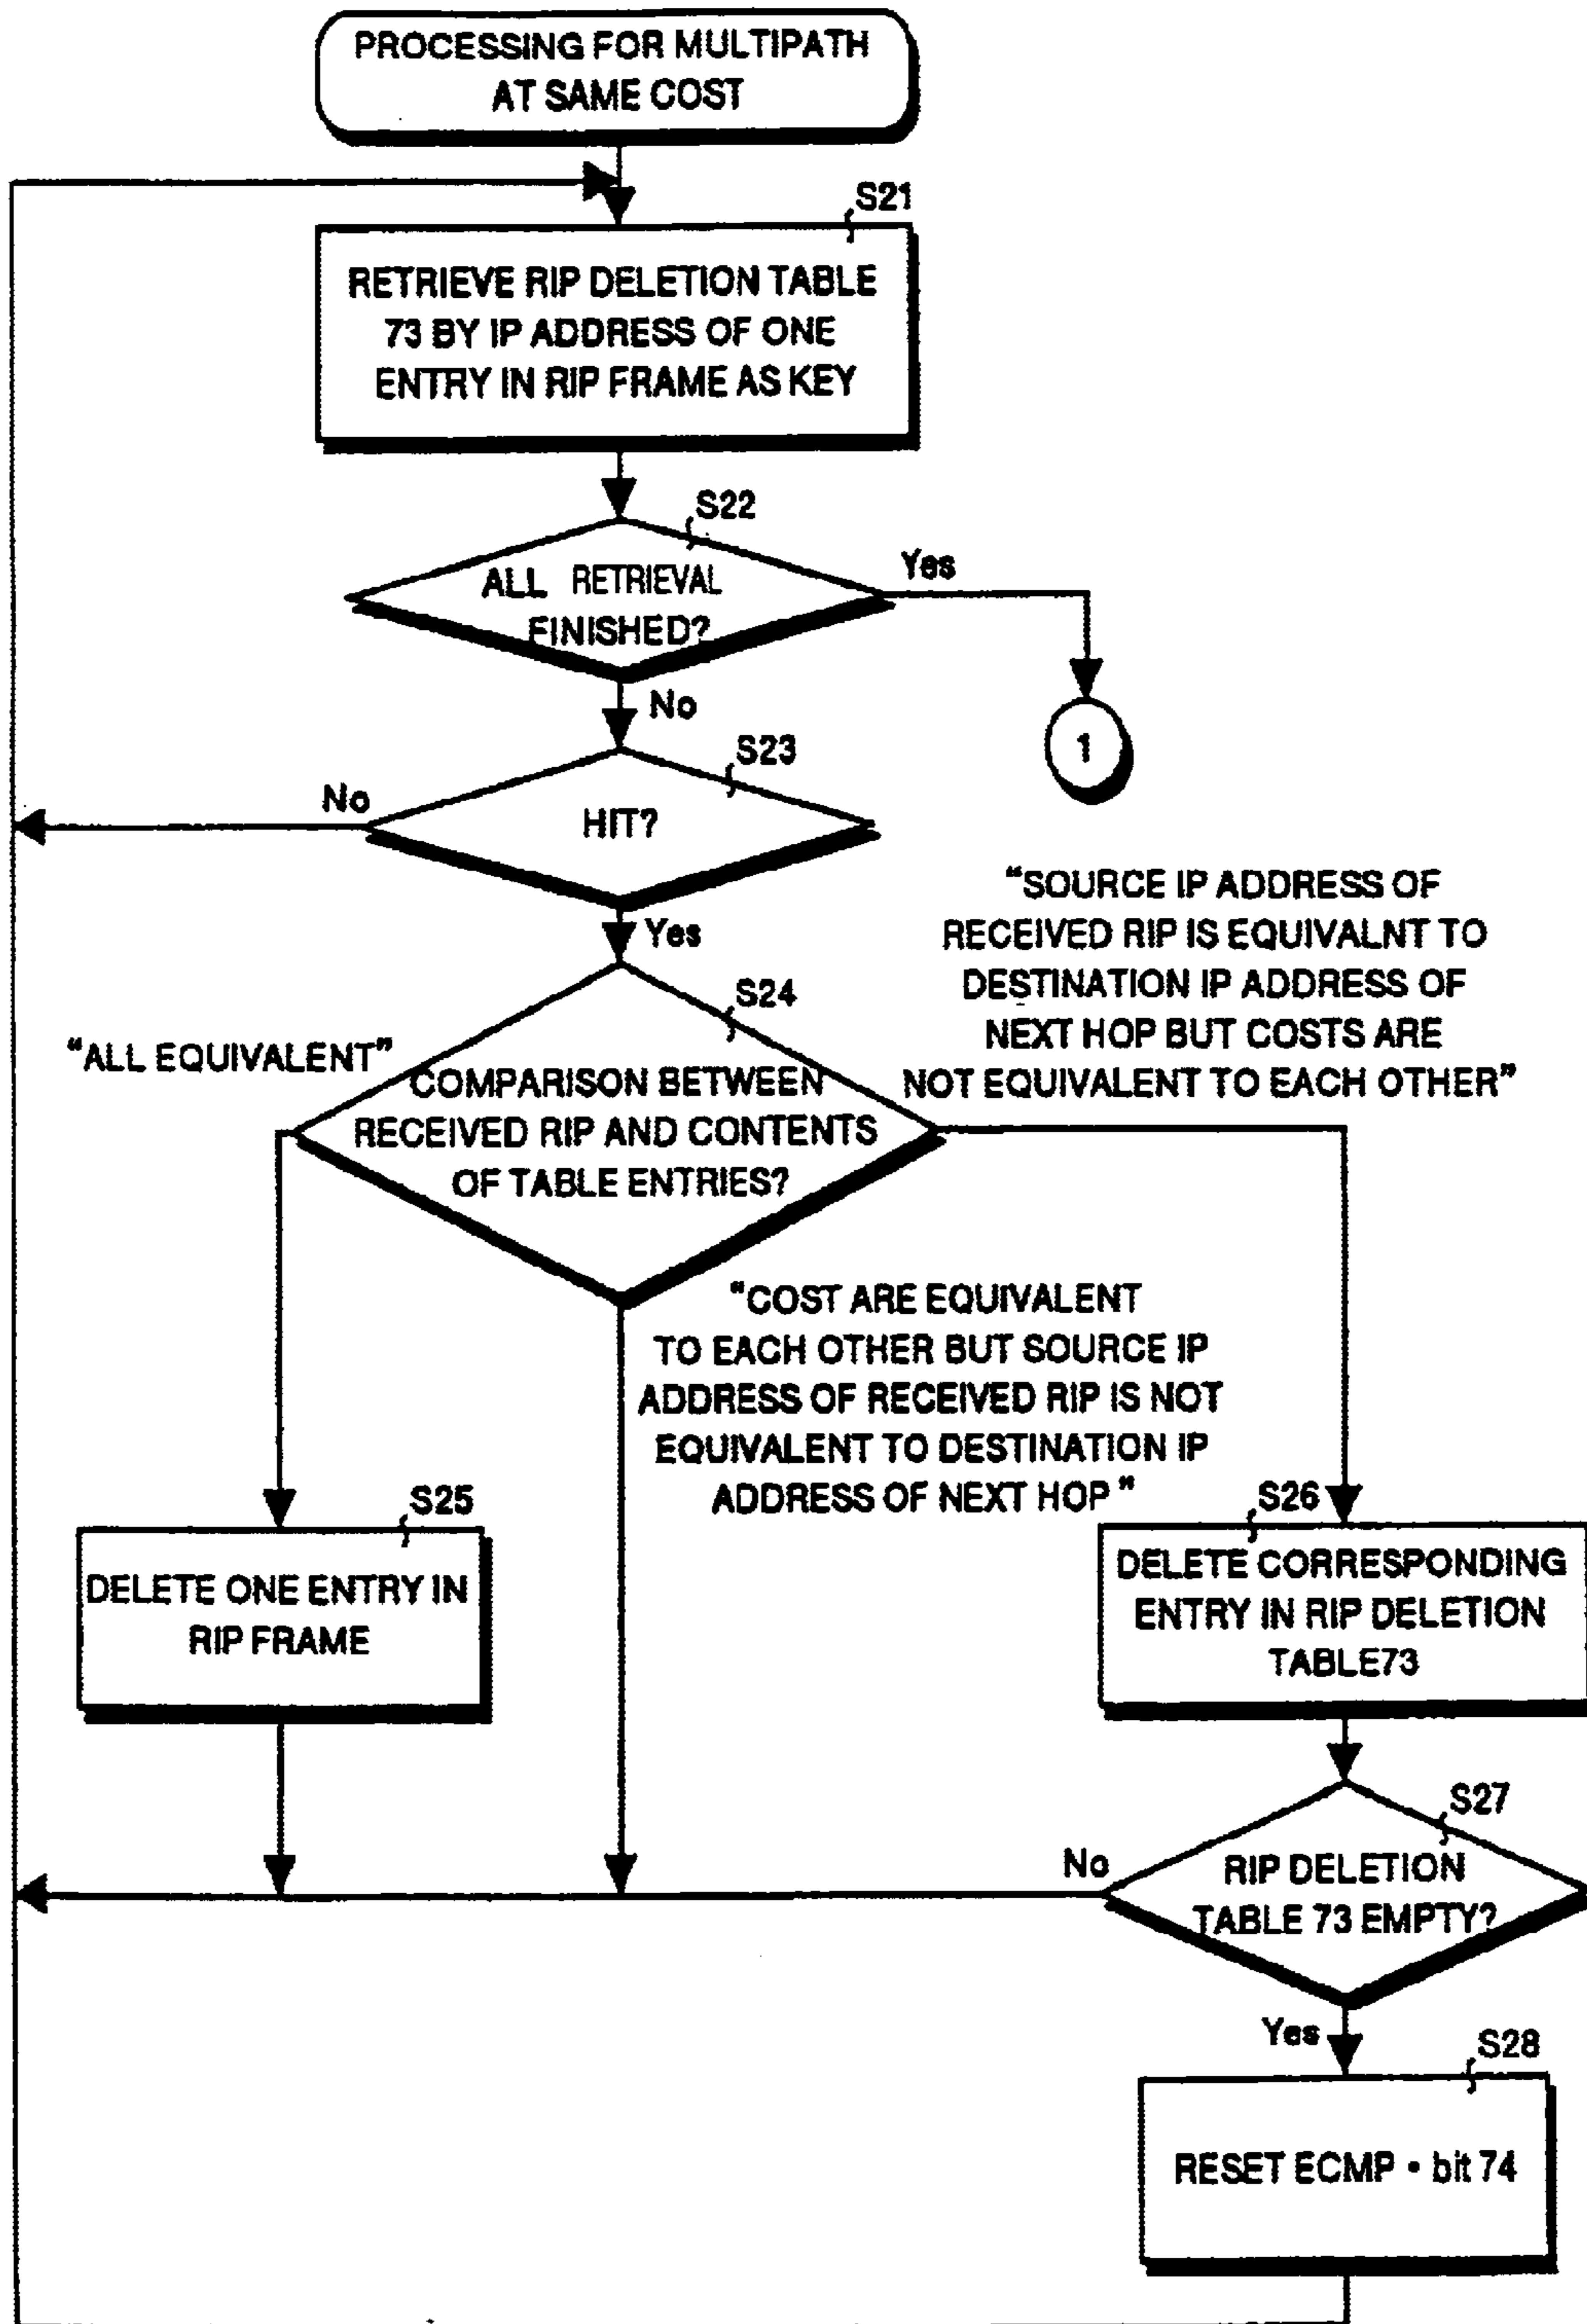 PROCESSING FOR MULTIPATH
AT SAME COST
S21
RETRIEVE RIP DELETION TABLE
73 BY IP ADDRESS OF ONE
ENTRY IN RIP FRAME AS KEY
S22
ALL RETRIEVAL
FINISHED?
Yes
No
1
S23
HIT?
No
Yes
"SOURCE IP ADDRESS OF
RECEIVED RIP IS EQUIVALNT TO
DESTINATION IP ADDRESS OF
NEXT HOP BUT COSTS ARE
NOT EQUIVALENT TO EACH OTHER"
S24
"ALL EQUIVALENT"
COMPARISON BETWEEN
RECEIVED RIP AND CONTENTS
OF TABLE ENTRIES?
"COST ARE EQUIVALENT
TO EACH OTHER BUT SOURCE IP
ADDRESS OF RECEIVED RIP IS NOT
EQUIVALENT TO DESTINATION IP
ADDRESS OF NEXT HOP "
S25
DELETE ONE ENTRY IN
RIP FRAME
S26
DELETE CORRESPONDING
ENTRY IN RIP DELETION
TABLE73
S27
No
RIP DELETION
TABLE 73 EMPTY?
Yes
S28
RESET ECMP • bit 74